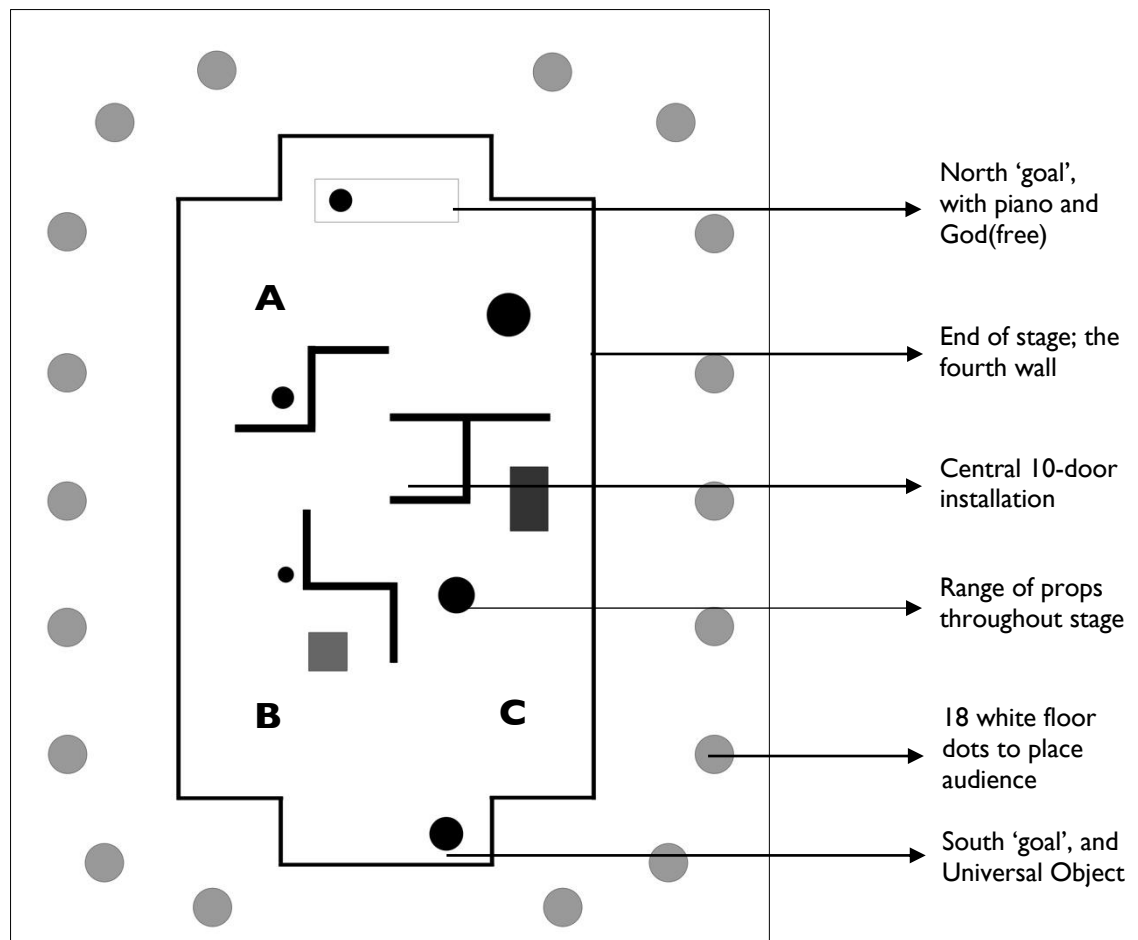 North ‘goal’,
with piano and
God(free)
A
End of stage; the
fourth wall
Central 10-door
installation
Range of props
throughout stage
B
C
18 white floor
dots to place
audience
South ‘goal’, and
Universal Object